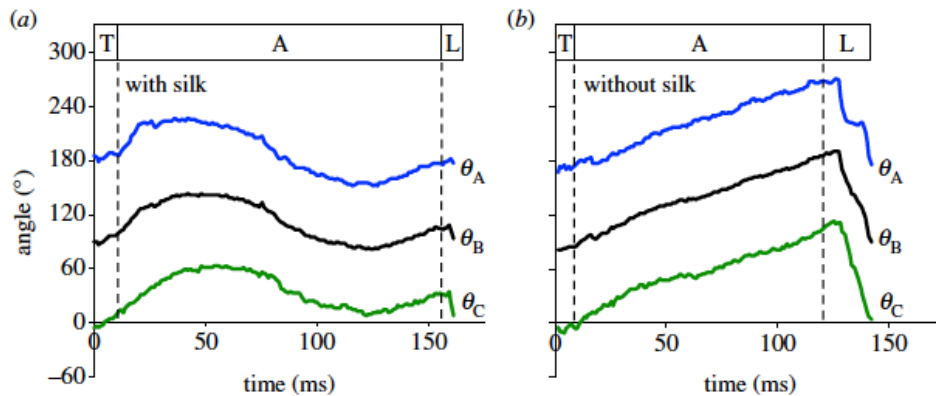 (a)
T A L
with silk
300
240
180
120
60
0
−60
angle (°)
θA
θB
θC
0 50 100 150
time (ms)
(b)
T A L
without silk
θA
θB
θC
0 50 100 150
time (ms)